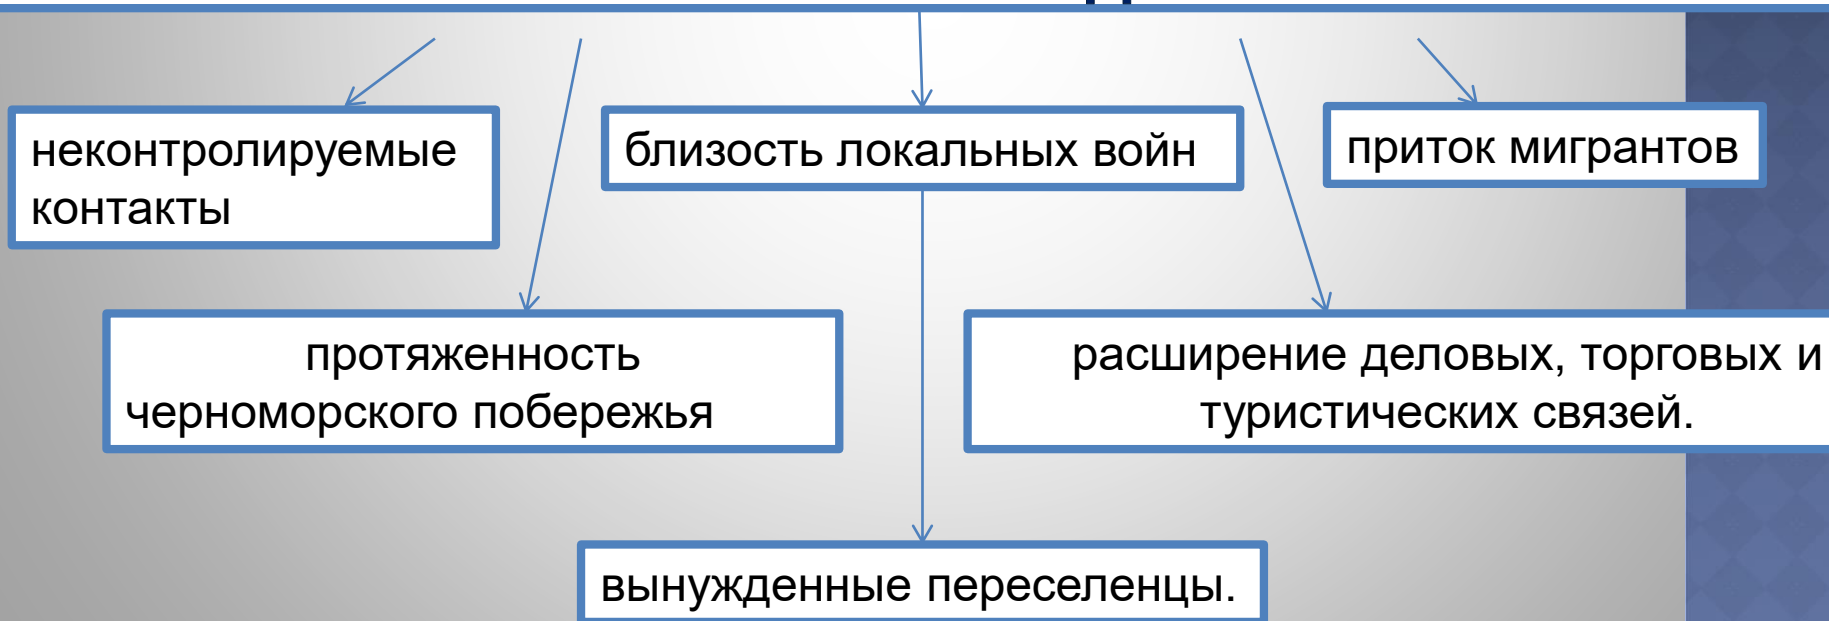 неконтролируемые
контакты
близость локальных войн
приток мигрантов
протяженность
черноморского побережья
расширение деловых, торговых и
туристических связей.
вынужденные переселенцы.